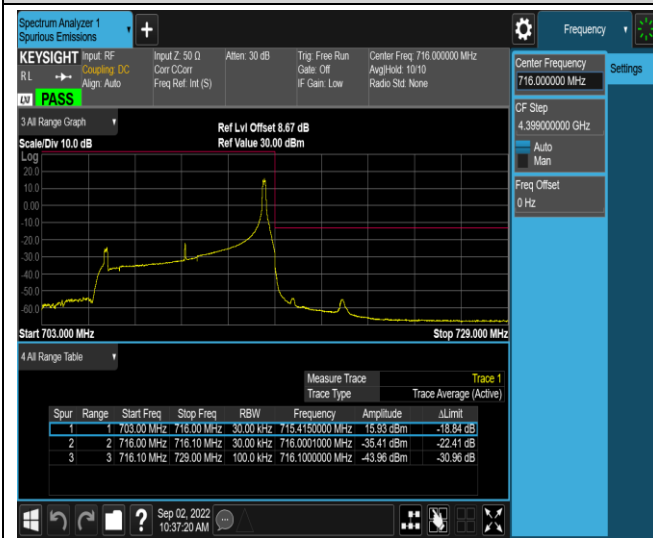 Spectrum Analyzer 1
Spurious Emissions
+
Frequency
KEYSIGHT
RL
LXI PASS
Input: RF
Coupling: DC
Align: Auto
Input Z: 50 Ω
Corr CCorr
Freq Ref: Int (S)
Atten: 30 dB
Trig: Free Run
Gate: Off
IF Gain: Low
Center Freq: 716.000000 MHz
Avg|Hold: 10/10
Radio Std: None
Center Frequency
716.000000 MHz
Settings
CF Step
4.399000000 GHz
Auto
Man
Freq Offset
0 Hz
3 All Range Graph
Scale/Div 10.0 dB
Ref Lvl Offset 8.67 dB
Ref Value 30.00 dBm
Log
20.0
10.0
0.00
-10.0
-20.0
-30.0
-40.0
-50.0
-60.0
Start 703.000 MHz
Stop 729.000 MHz
4 All Range Table
Measure Trace Trace 1
Trace Type Trace Average (Active)
Spur Range Start Freq Stop Freq RBW Frequency Amplitude ΔLimit
1 1 703.00 MHz 716.00 MHz 30.00 kHz 715.4150000 MHz 15.93 dBm -18.84 dB
2 2 716.00 MHz 716.10 MHz 30.00 kHz 716.0001000 MHz -35.41 dBm -22.41 dB
3 3 716.10 MHz 729.00 MHz 100.0 kHz 716.1000000 MHz -43.96 dBm -30.96 dB
?
Sep 02, 2022
10:37:20 AM